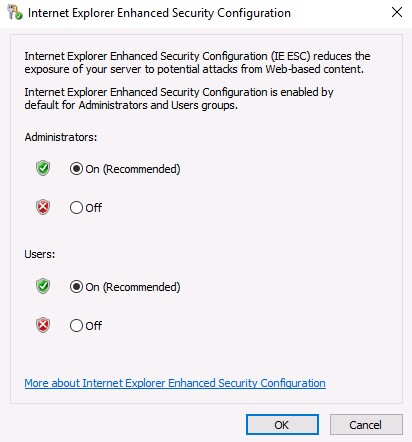 Internet Explorer Enhanced Security Configuration
Internet Explorer Enhanced Security Configuration (IE ESC) reduces the
exposure of your server to potential attacks from Web-based content.
Internet Explorer Enhanced Security Configuration is enabled by
default for Administrators and Users groups.
Administrators:
On (Recommended)
Off
Users:
On (Recommended)
Off
More about Internet Explorer Enhanced Security Configuration
OK Cancel